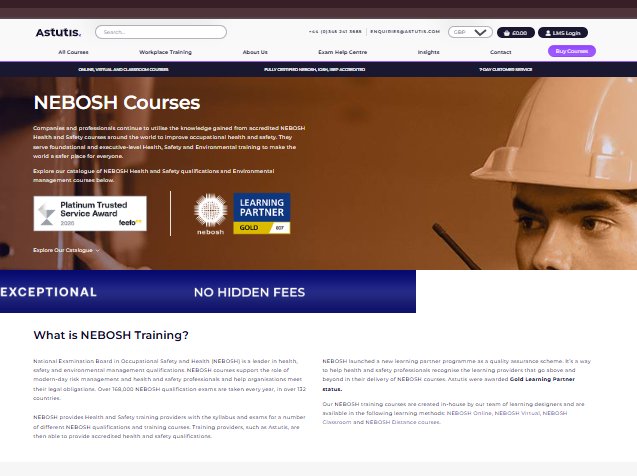 Astutis.
Search...
+44 (0)345 241 3685 | ENQUIRIES@ASTUTIS.COM
GBP
£0.00
LMS Login
All Courses
Workplace Training
About Us
Exam Help Centre
Insights
Contact
Buy Courses
ONLINE, VIRTUAL AND CLASSROOM COURSES
FULLY CERTIFIED NEBOSH, IOSH, IIRSM ACCREDITED
7-DAY CUSTOMER SERVICE
NEBOSH Courses
Companies and professionals continue to utilise the knowledge gained from accredited NEBOSH
Health and Safety courses around the world to improve occupational health and safety. They
serve foundational and executive-level Health, Safety and Environmental training to make the
world a safer place for everyone.
Explore our catalogue of NEBOSH Health and Safety qualifications and Environmental
management courses below.
Platinum Trusted
Service Award
2020
feefo
nebosh
LEARNING
PARTNER
GOLD
Explore Our Catalogue
EXCEPTIONAL
NO HIDDEN FEES
What is NEBOSH Training?
National Examination Board in Occupational Safety and Health (NEBOSH) is a leader in health,
safety and environmental management qualifications. NEBOSH courses support the role of
modern-day risk management and health and safety professionals and help organisations meet
their legal obligations. Over 168,000 NEBOSH qualification exams are taken every year, in over 132
countries.
NEBOSH provides Health and Safety training providers with the syllabus and exams for a number
of different NEBOSH qualifications and training courses. Training providers, such as Astutis, are
then able to provide accredited health and safety qualifications.
NEBOSH launched a new learning partner programme as a quality assurance scheme. It's a way
to help health and safety professionals recognise the learning providers that go above and
beyond in their delivery of NEBOSH courses. Astutis were awarded Gold Learning Partner
status.
Our NEBOSH training courses are created in-house by our team of learning designers and are
available in the following learning methods: NEBOSH Online, NEBOSH Virtual, NEBOSH
Classroom and NEBOSH Distance courses.